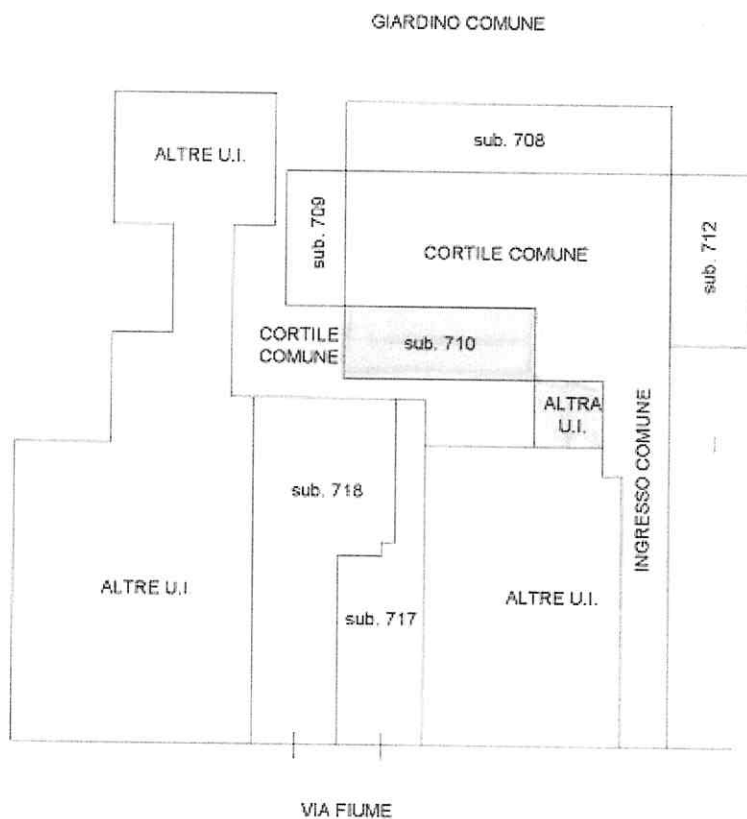 GIARDINO COMUNE
ALTRE U.I.
sub. 708
sub. 709
CORTILE COMUNE
sub. 712
CORTILE
COMUNE
sub. 710
ALTRA
U.I.
INGRESSO COMUNE
sub. 718
ALTRE U.I
sub. 717
ALTRE U.I.
VIA FIUME